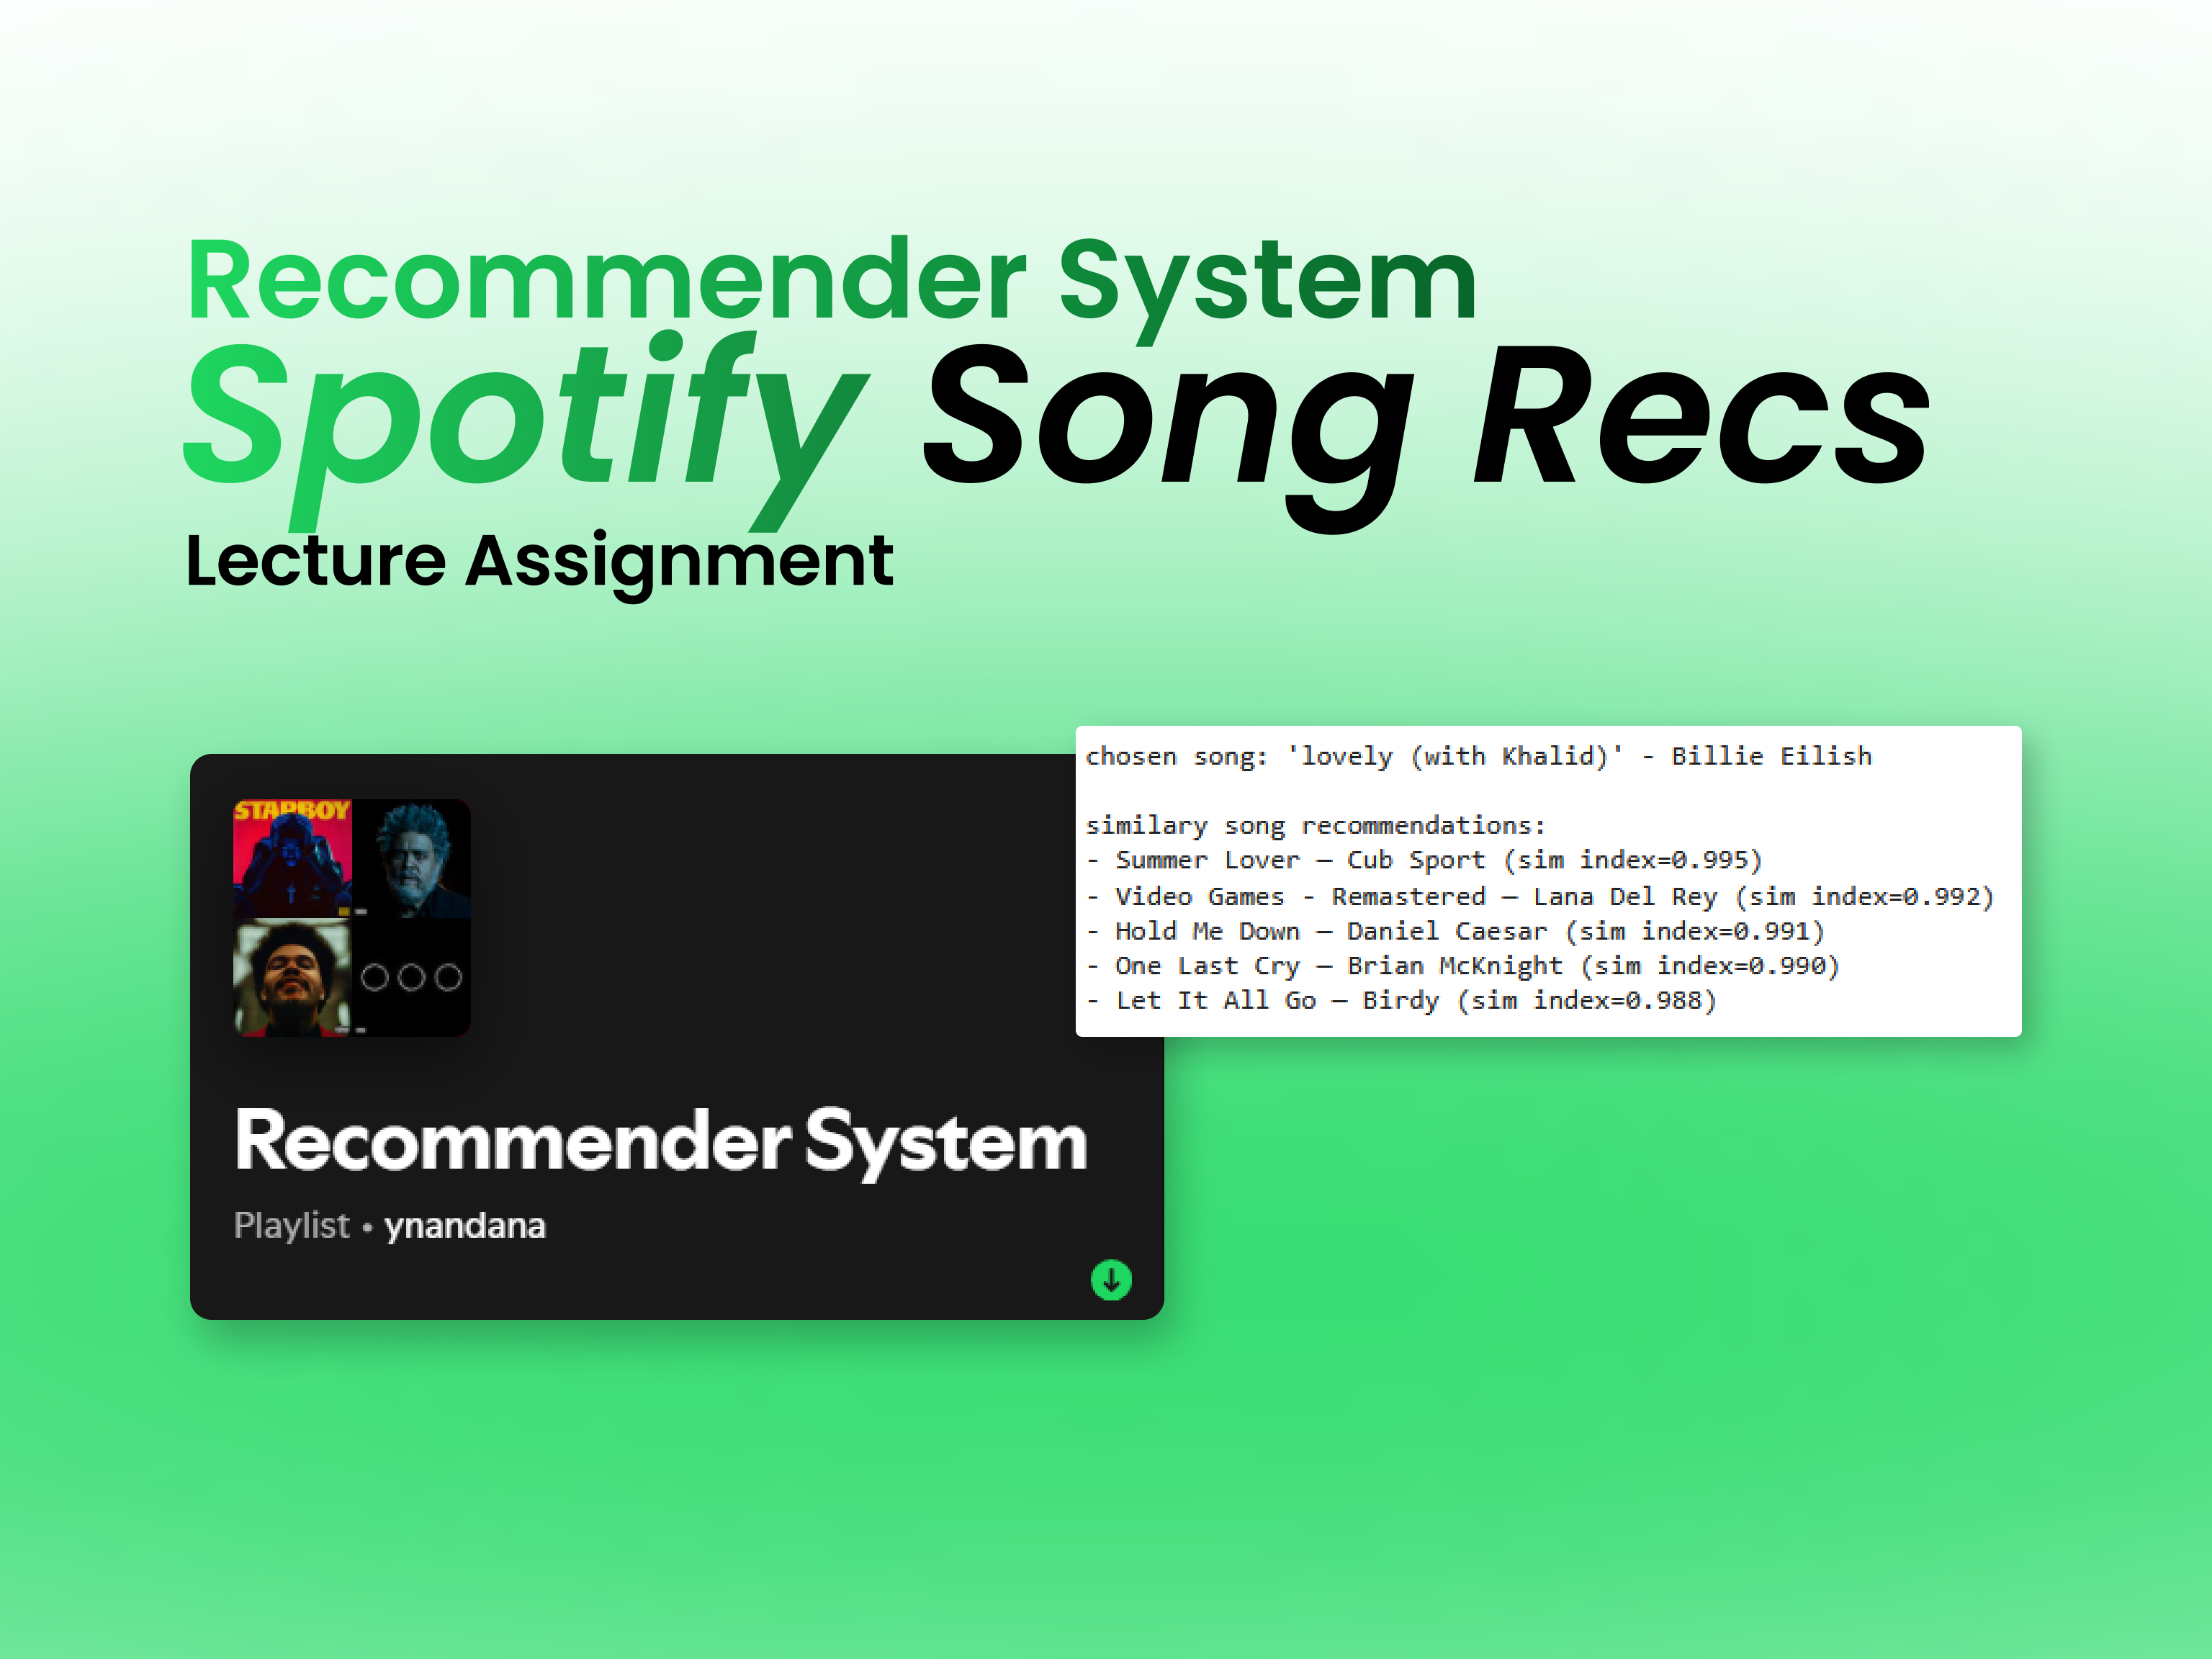 Recommender System
Spotify Song Recs
Lecture Assignment
STARBOY
Recommender System
Playlist • ynandana
chosen song: 'lovely (with Khalid)' - Billie Eilish
similary song recommendations:
- Summer Lover — Cub Sport (sim index=0.995)
- Video Games - Remastered — Lana Del Rey (sim index=0.992)
- Hold Me Down — Daniel Caesar (sim index=0.991)
- One Last Cry — Brian McKnight (sim index=0.990)
- Let It All Go — Birdy (sim index=0.988)